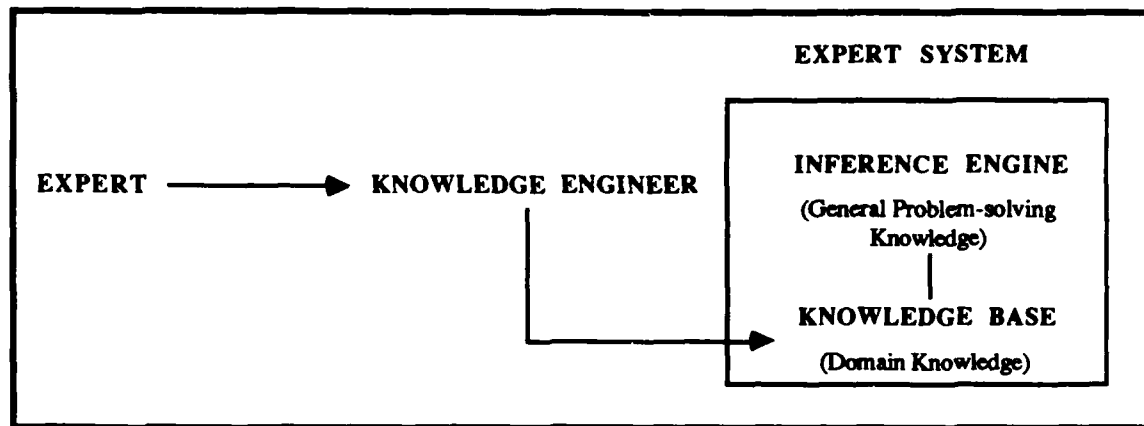 EXPERT SYSTEM
EXPERT
KNOWLEDGE ENGINEER
INFERENCE ENGINE
(General Problem-solving
Knowledge)
KNOWLEDGE BASE
(Domain Knowledge)